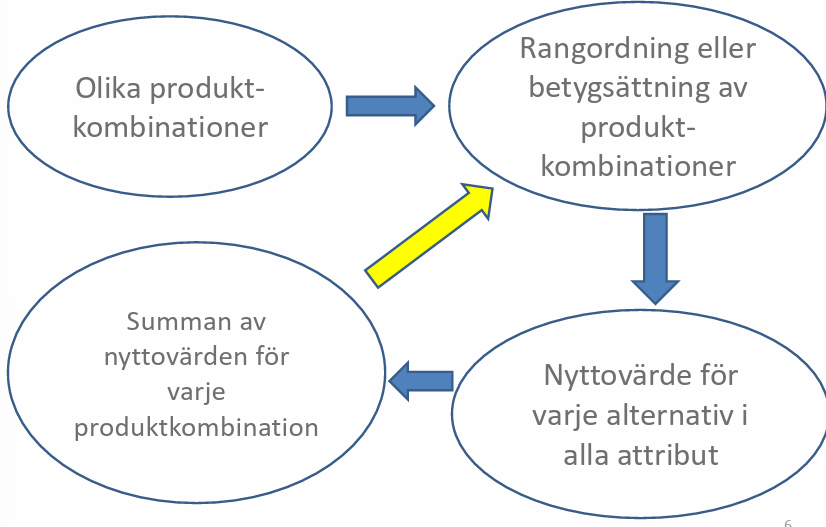 Olika produkt-
kombinationer
Rangordning eller
betygsättning av
produkt-
kombinationer
Summan av
nyttovärden för
varje
produktkombination
Nyttovärde för
varje alternativ i
alla attribut
6